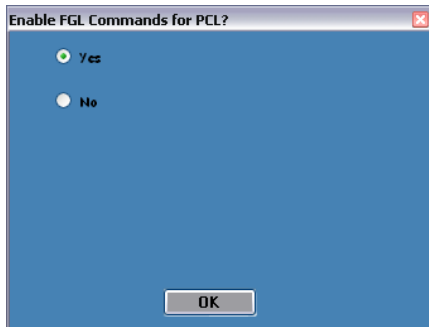 Enable FGL Commands for PCL?
Yes
No
OK